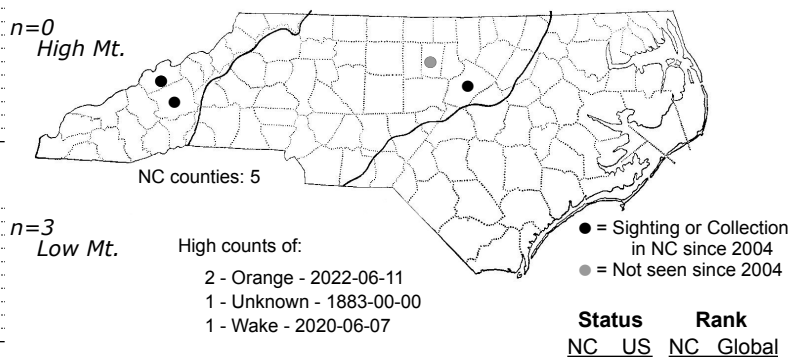 n=0
High Mt.
NC counties: 5
n=3
Low Mt.
High counts of:
2 - Orange - 2022-06-11
1 - Unknown - 1883-00-00
1 - Wake - 2020-06-07
= Sighting or Collection
in NC since 2004
= Not seen since 2004
Status Rank
NC US NC Global